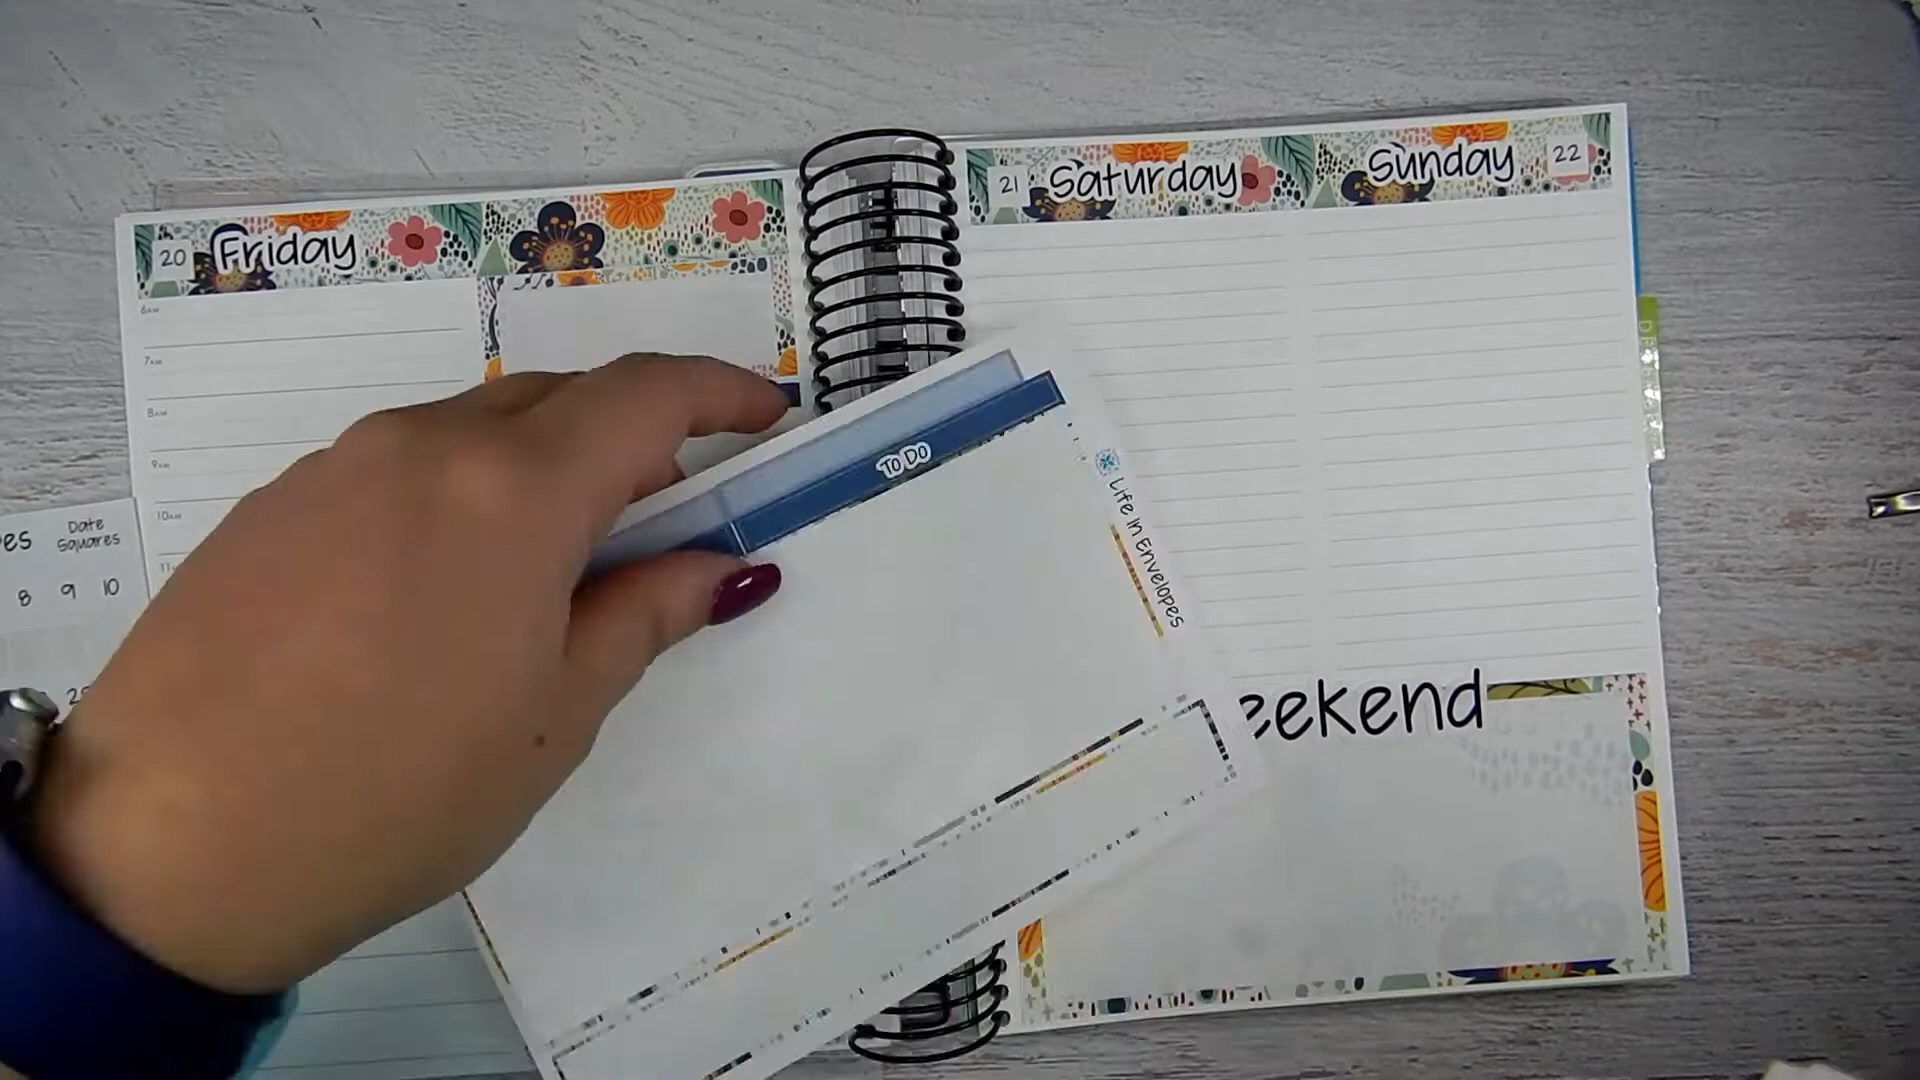 20 Friday
21 Saturday
Sunday 22
6AM
7AM
8AM
9AM
10AM
To Do
Life in Envelopes
Date
Squares
8 9 10
eekend